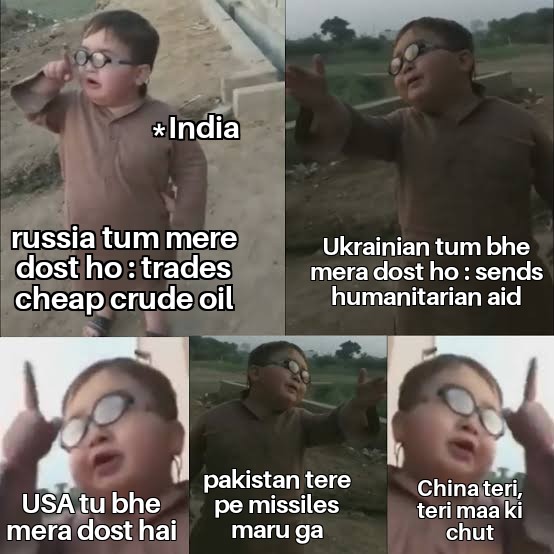 *India
russia tum mere
dost ho : trades
cheap crude oil
Ukrainian tum bhe
mera dost ho : sends
humanitarian aid
USA tu bhe
mera dost hai
pakistan tere
pe missiles
maru ga
China teri,
teri maa ki
chut